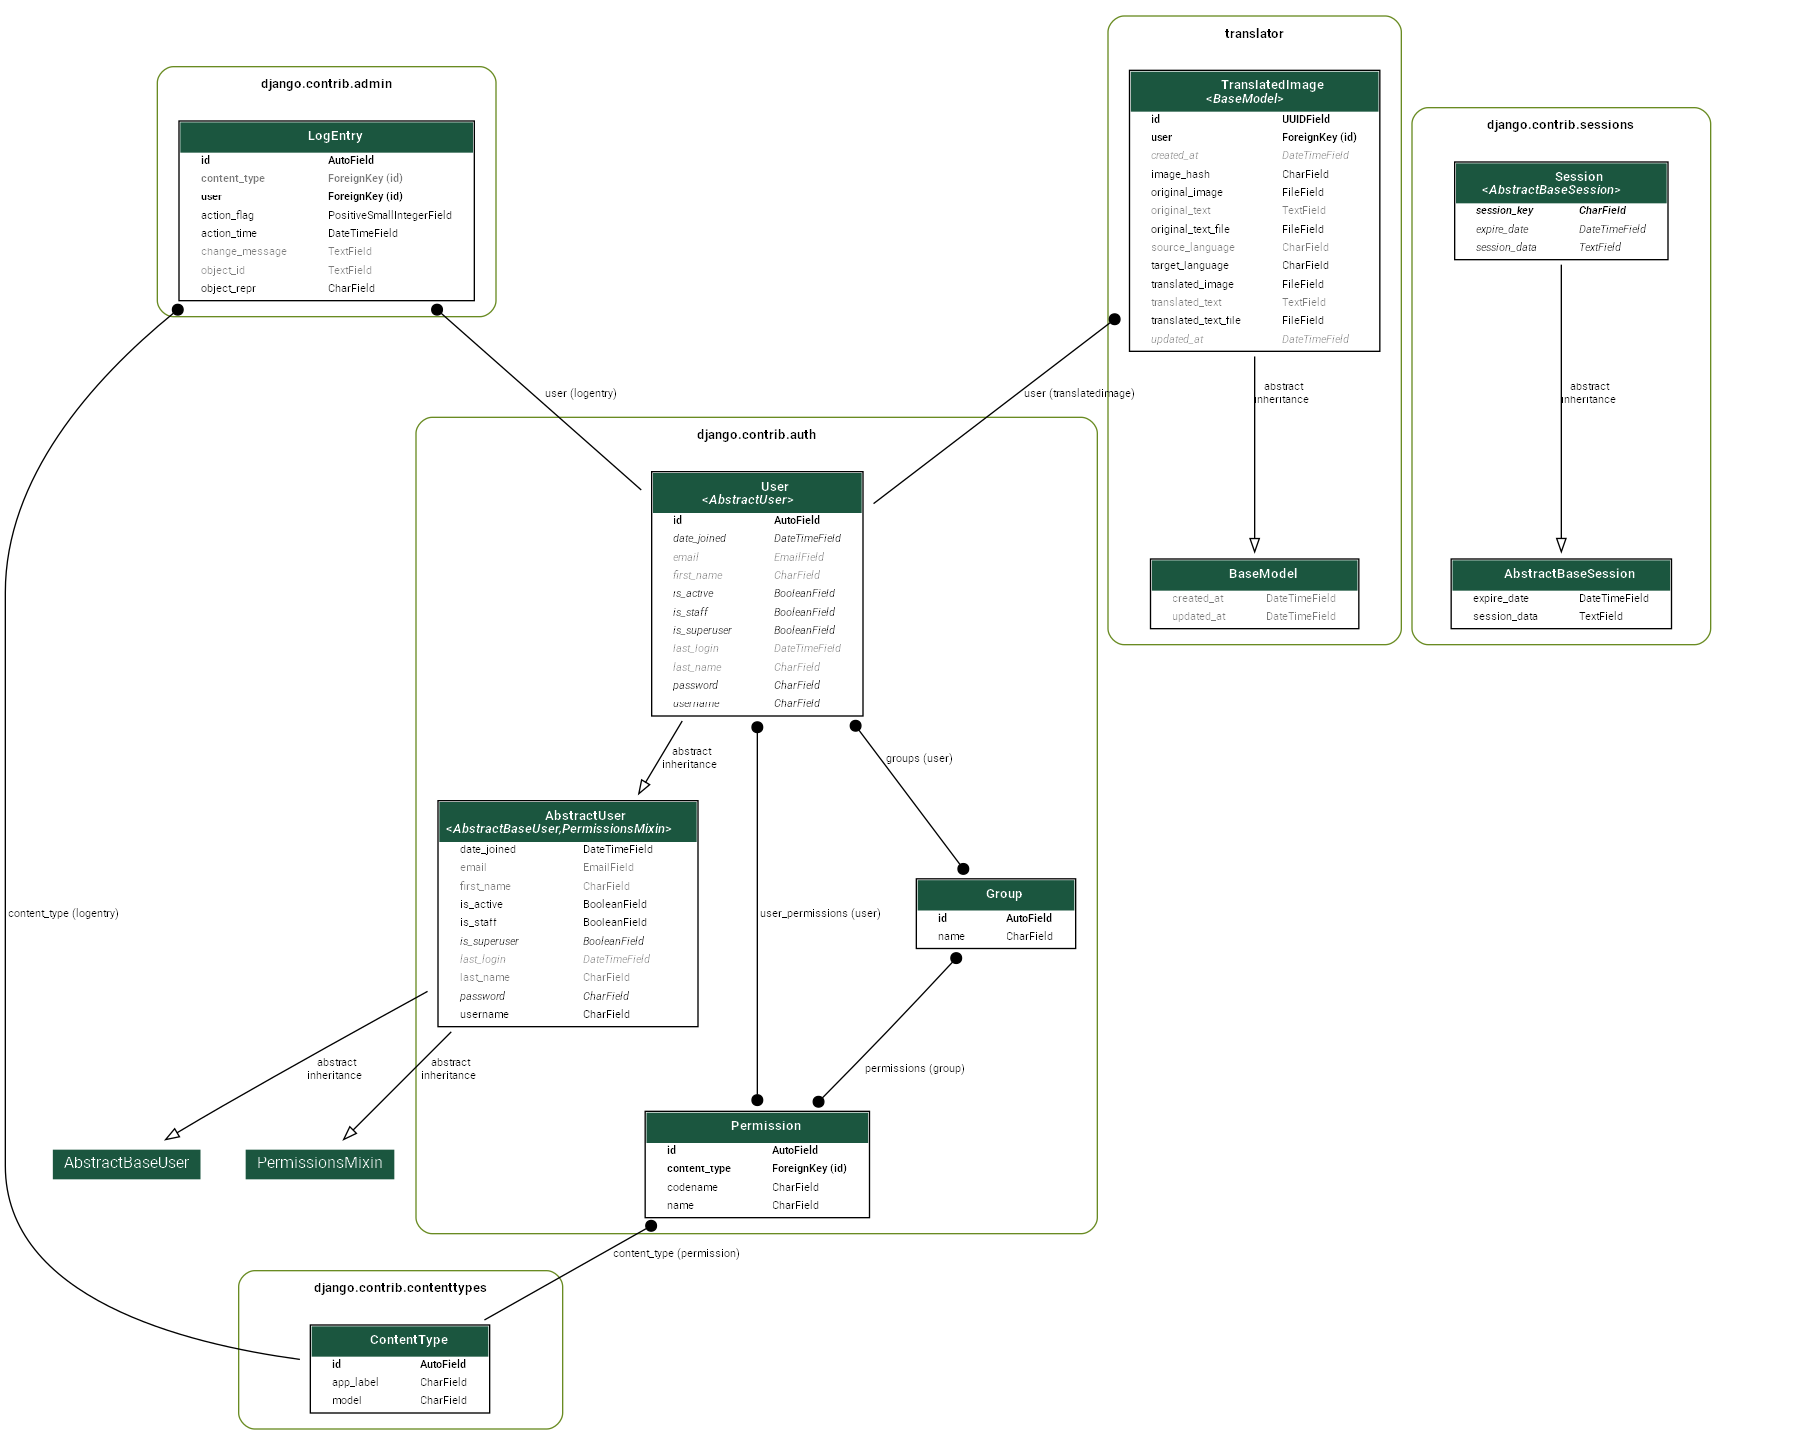 translator
TranslatedImage
<BaseModel>
id UUIDField
user ForeignKey (id)
created_at DateTimeField
image_hash CharField
original_image FileField
original_text TextField
original_text_file FileField
source_language CharField
target_language CharField
translated_image FileField
translated_text TextField
translated_text_file FileField
updated_at DateTimeField
django.contrib.admin
LogEntry
id AutoField
content_type ForeignKey (id)
user ForeignKey (id)
action_flag PositiveSmallIntegerField
action_time DateTimeField
change_message TextField
object_id TextField
object_repr CharField
django.contrib.sessions
Session
<AbstractBaseSession>
session_key CharField
expire_date DateTimeField
session_data TextField
user (logentry)
user (translatedimage)
abstract
inheritance
abstract
inheritance
django.contrib.auth
User
<AbstractUser>
id AutoField
date_joined DateTimeField
email EmailField
first_name CharField
is_active BooleanField
is_staff BooleanField
is_superuser BooleanField
last_login DateTimeField
last_name CharField
password CharField
username CharField
BaseModel
created_at DateTimeField
updated_at DateTimeField
AbstractBaseSession
expire_date DateTimeField
session_data TextField
abstract
inheritance
groups (user)
AbstractUser
<AbstractBaseUser,PermissionsMixin>
date_joined DateTimeField
email EmailField
first_name CharField
is_active BooleanField
is_staff BooleanField
is_superuser BooleanField
last_login DateTimeField
last_name CharField
password CharField
username CharField
Group
id AutoField
name CharField
content_type (logentry)
user_permissions (user)
abstract
inheritance
abstract
inheritance
permissions (group)
AbstractBaseUser
PermissionsMixin
Permission
id AutoField
content_type ForeignKey (id)
codename CharField
name CharField
content_type (permission)
django.contrib.contenttypes
ContentType
id AutoField
app_label CharField
model CharField